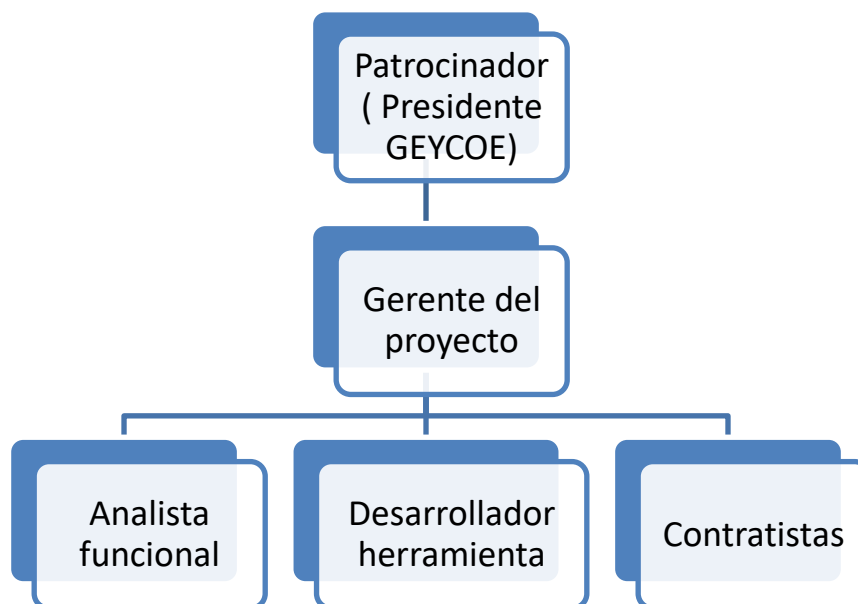 Patrocinador
( Presidente
GEYCOE)
Gerente del
proyecto
Analista
funcional
Desarrollador
herramienta
Contratistas